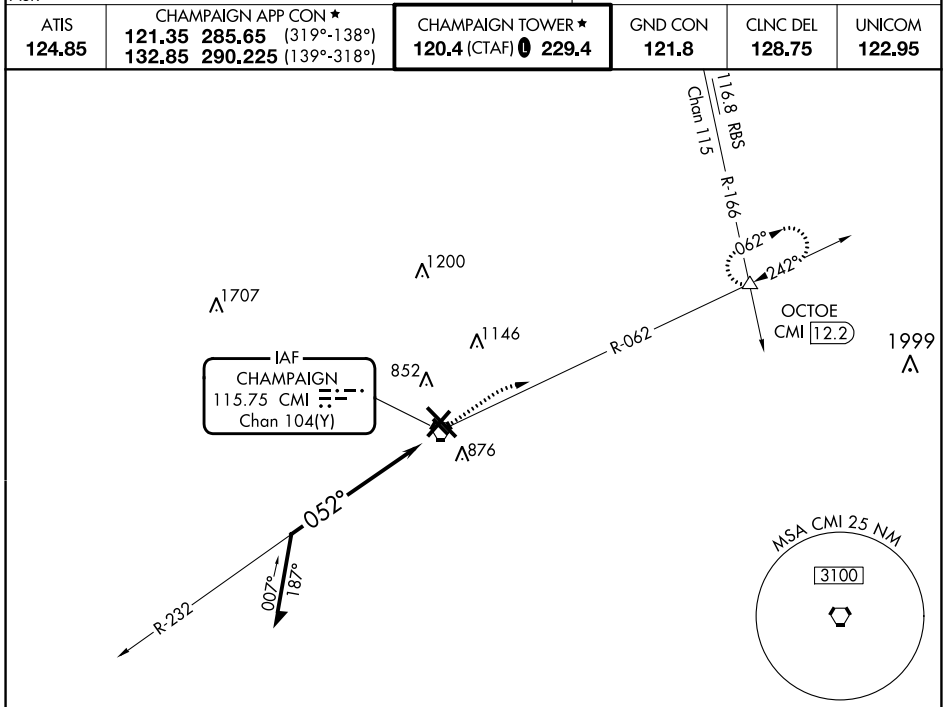 ATIS
124.85
CHAMPAIGN APP CON ★
121.35 285.65 (319°-138°)
132.85 290.225 (139°-318°)
CHAMPAIGN TOWER ★
120.4 (CTAF) L 229.4
GND CON
121.8
CLNC DEL
128.75
UNICOM
122.95
116.8 RBS
Chan 115
R-166
062°
242°
1200
1707
OCTOE
CMI 12.2
1146
R-062
1999
IAF
CHAMPAIGN
115.75 CMI
Chan 104(Y)
852
876
052°
MSA CMI 25 NM
3100
007°
187°
R-232